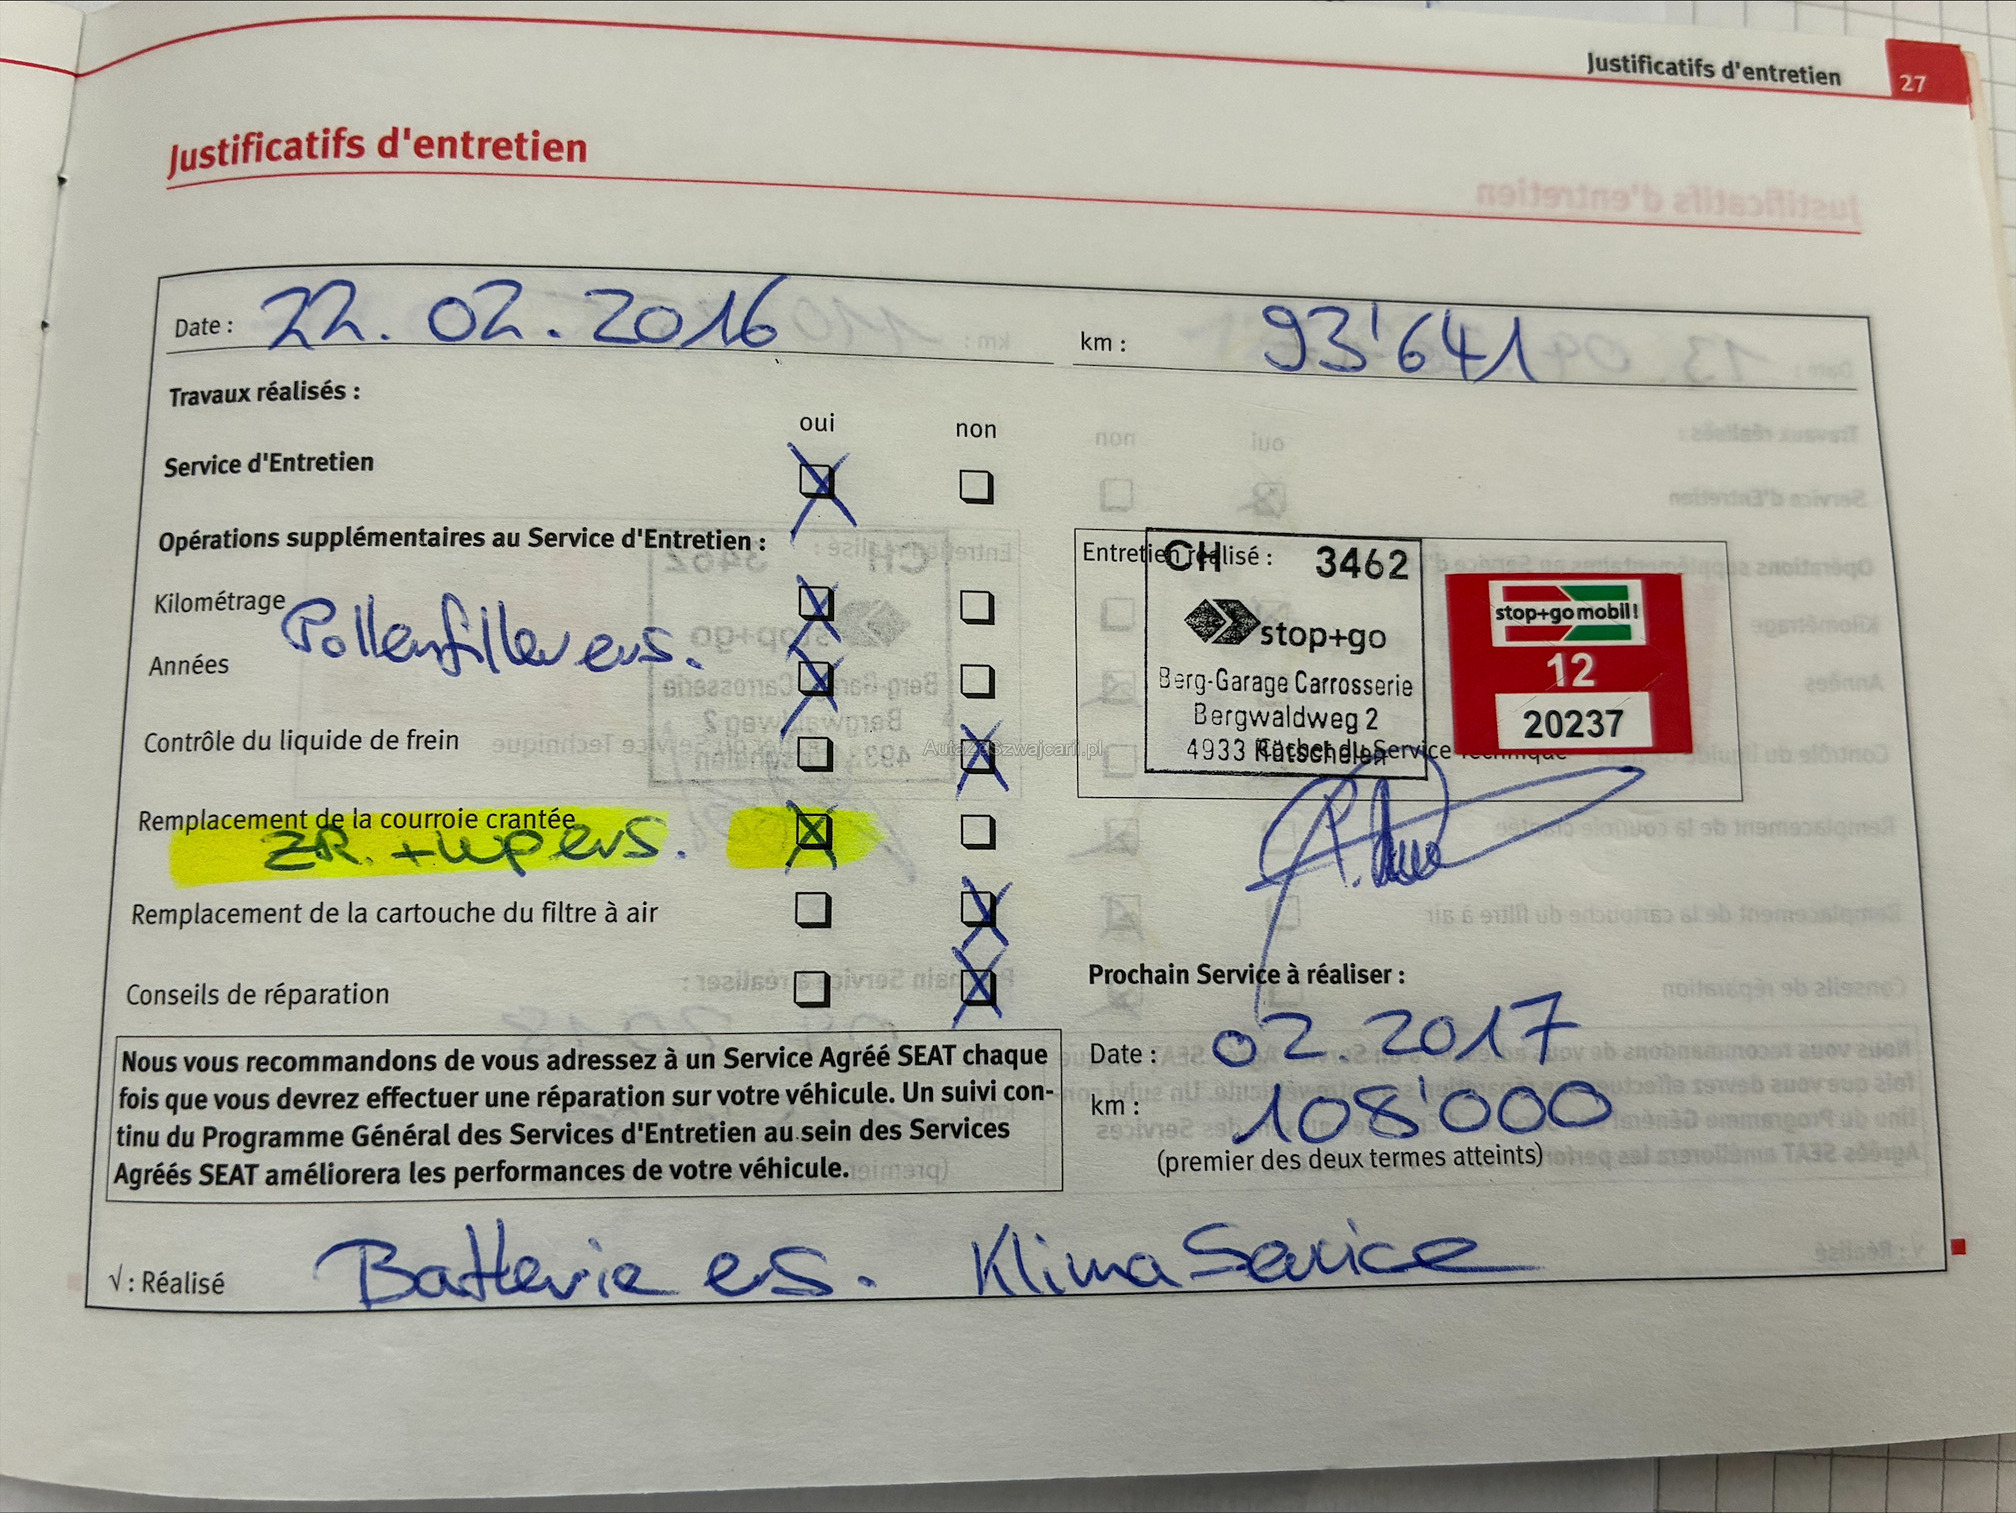 Justificatifs d'entretien 27
Justificatifs d'entretien
Date : 22.02.2016 km : 93'641
Travaux réalisés :
oui non
Service d'Entretien
Opérations supplémentaires au Service d'Entretien :
Kilométrage
Pollenfilter ers.
Années
Contrôle du liquide de frein
Remplacement de la courroie crantée
ZR. + WP ers.
Remplacement de la cartouche du filtre à air
Conseils de réparation
Entretien réalisé :
CH 3462
stop+go
Berg-Garage Carrosserie
Bergwaldweg 2
4933 Rütschelen
Cachet du Service Technique
stop+go mobil!
12
20237
AutaZeSzwajcarii.pl
Prochain Service à réaliser :
Date : 02.2017
km : 108'000
(premier des deux termes atteints)
Nous vous recommandons de vous adressez à un Service Agréé SEAT chaque
fois que vous devrez effectuer une réparation sur votre véhicule. Un suivi con-
tinu du Programme Général des Services d'Entretien au sein des Services
Agréés SEAT améliorera les performances de votre véhicule.
√ : Réalisé Batterie ers. Klima Service